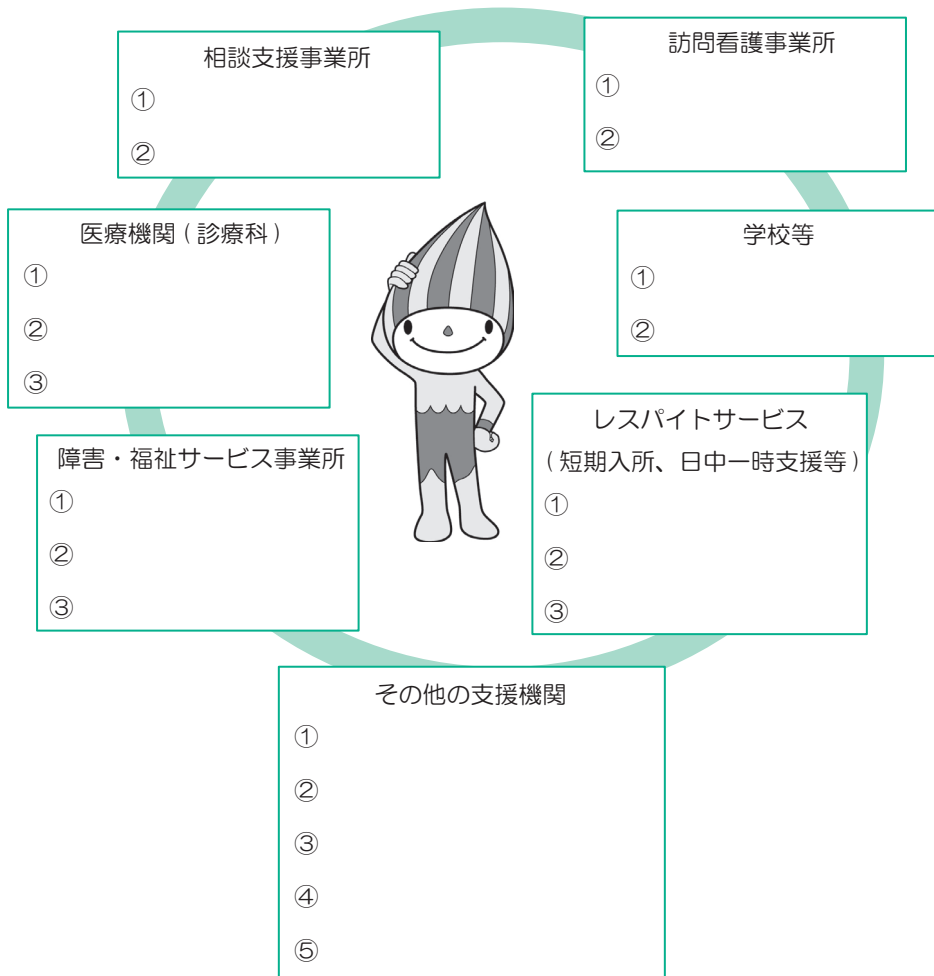 相談支援事業所
①
②
訪問看護事業所
①
②
医療機関(診療科)
①
②
③
学校等
①
②
障害・福祉サービス事業所
①
②
③
レスパイトサービス
(短期入所、日中一時支援等)
①
②
③
その他の支援機関
①
②
③
④
⑤